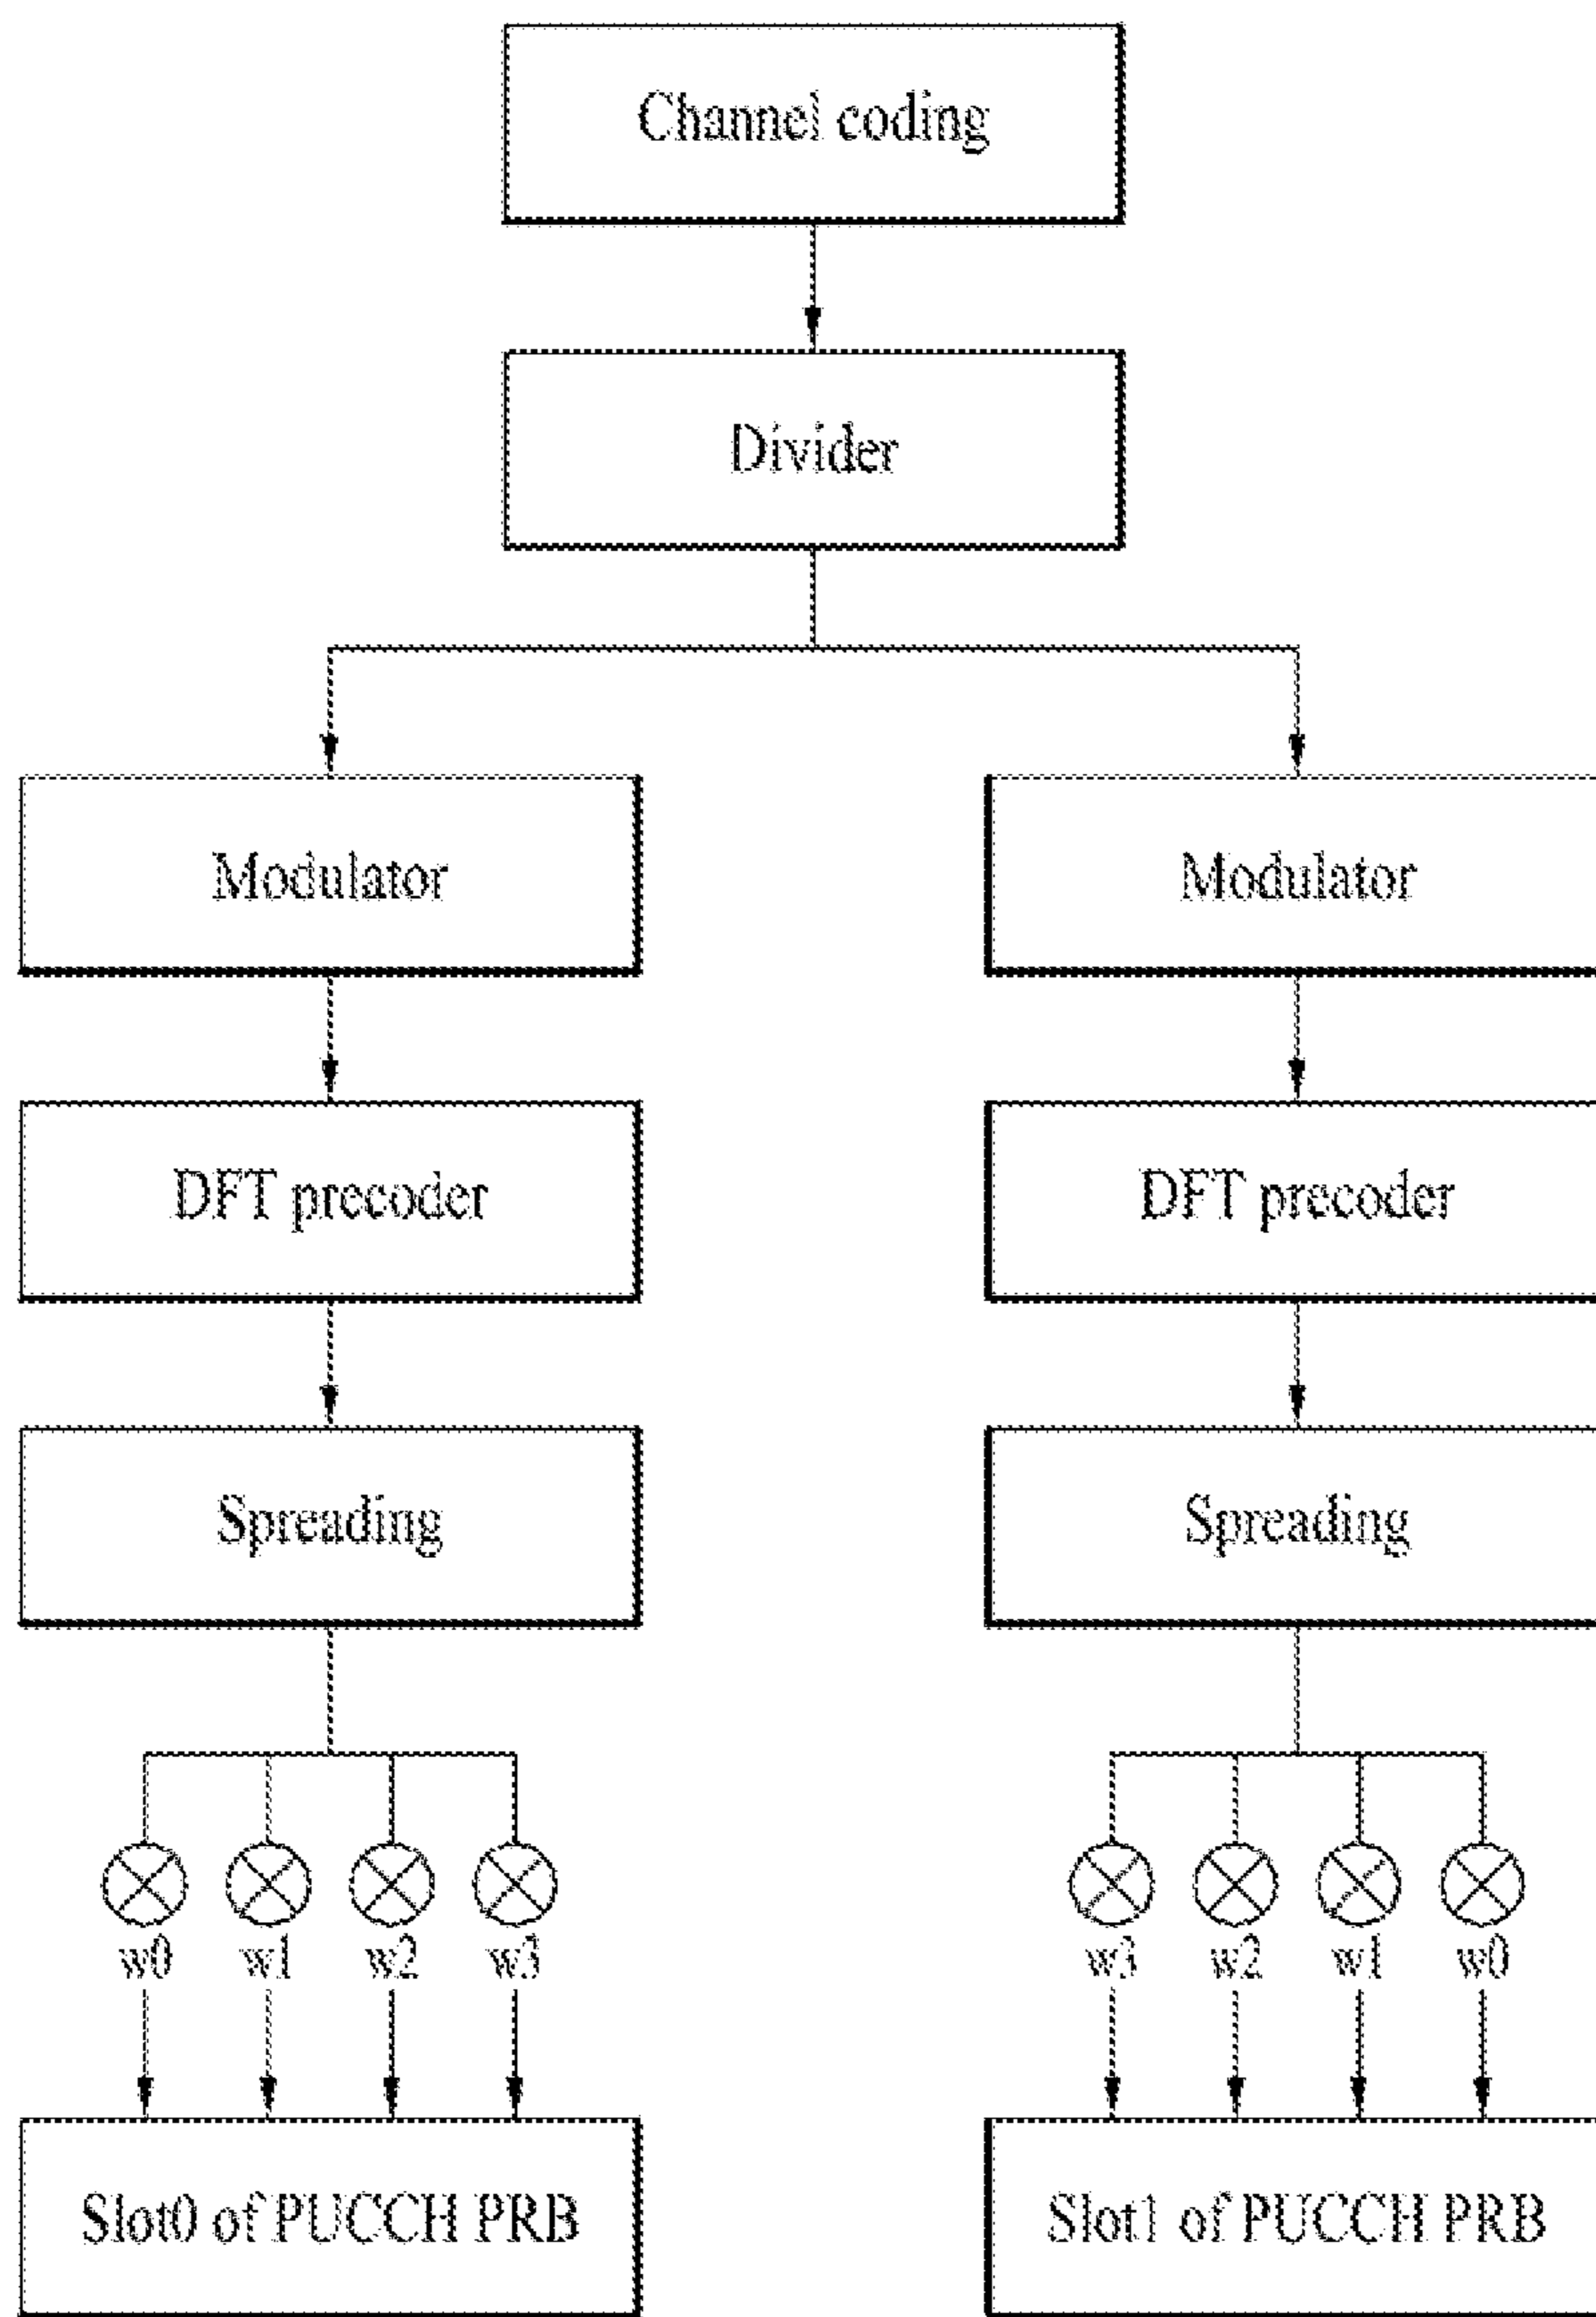 Channel coding
Divider
Modulator
Modulator
DFT precoder
DFT precoder
Spreading
Spreading
w0 w1 w2 w3
w3 w2 w1 w0
Slot0 of PUCCH PRB
Slot1 of PUCCH PRB